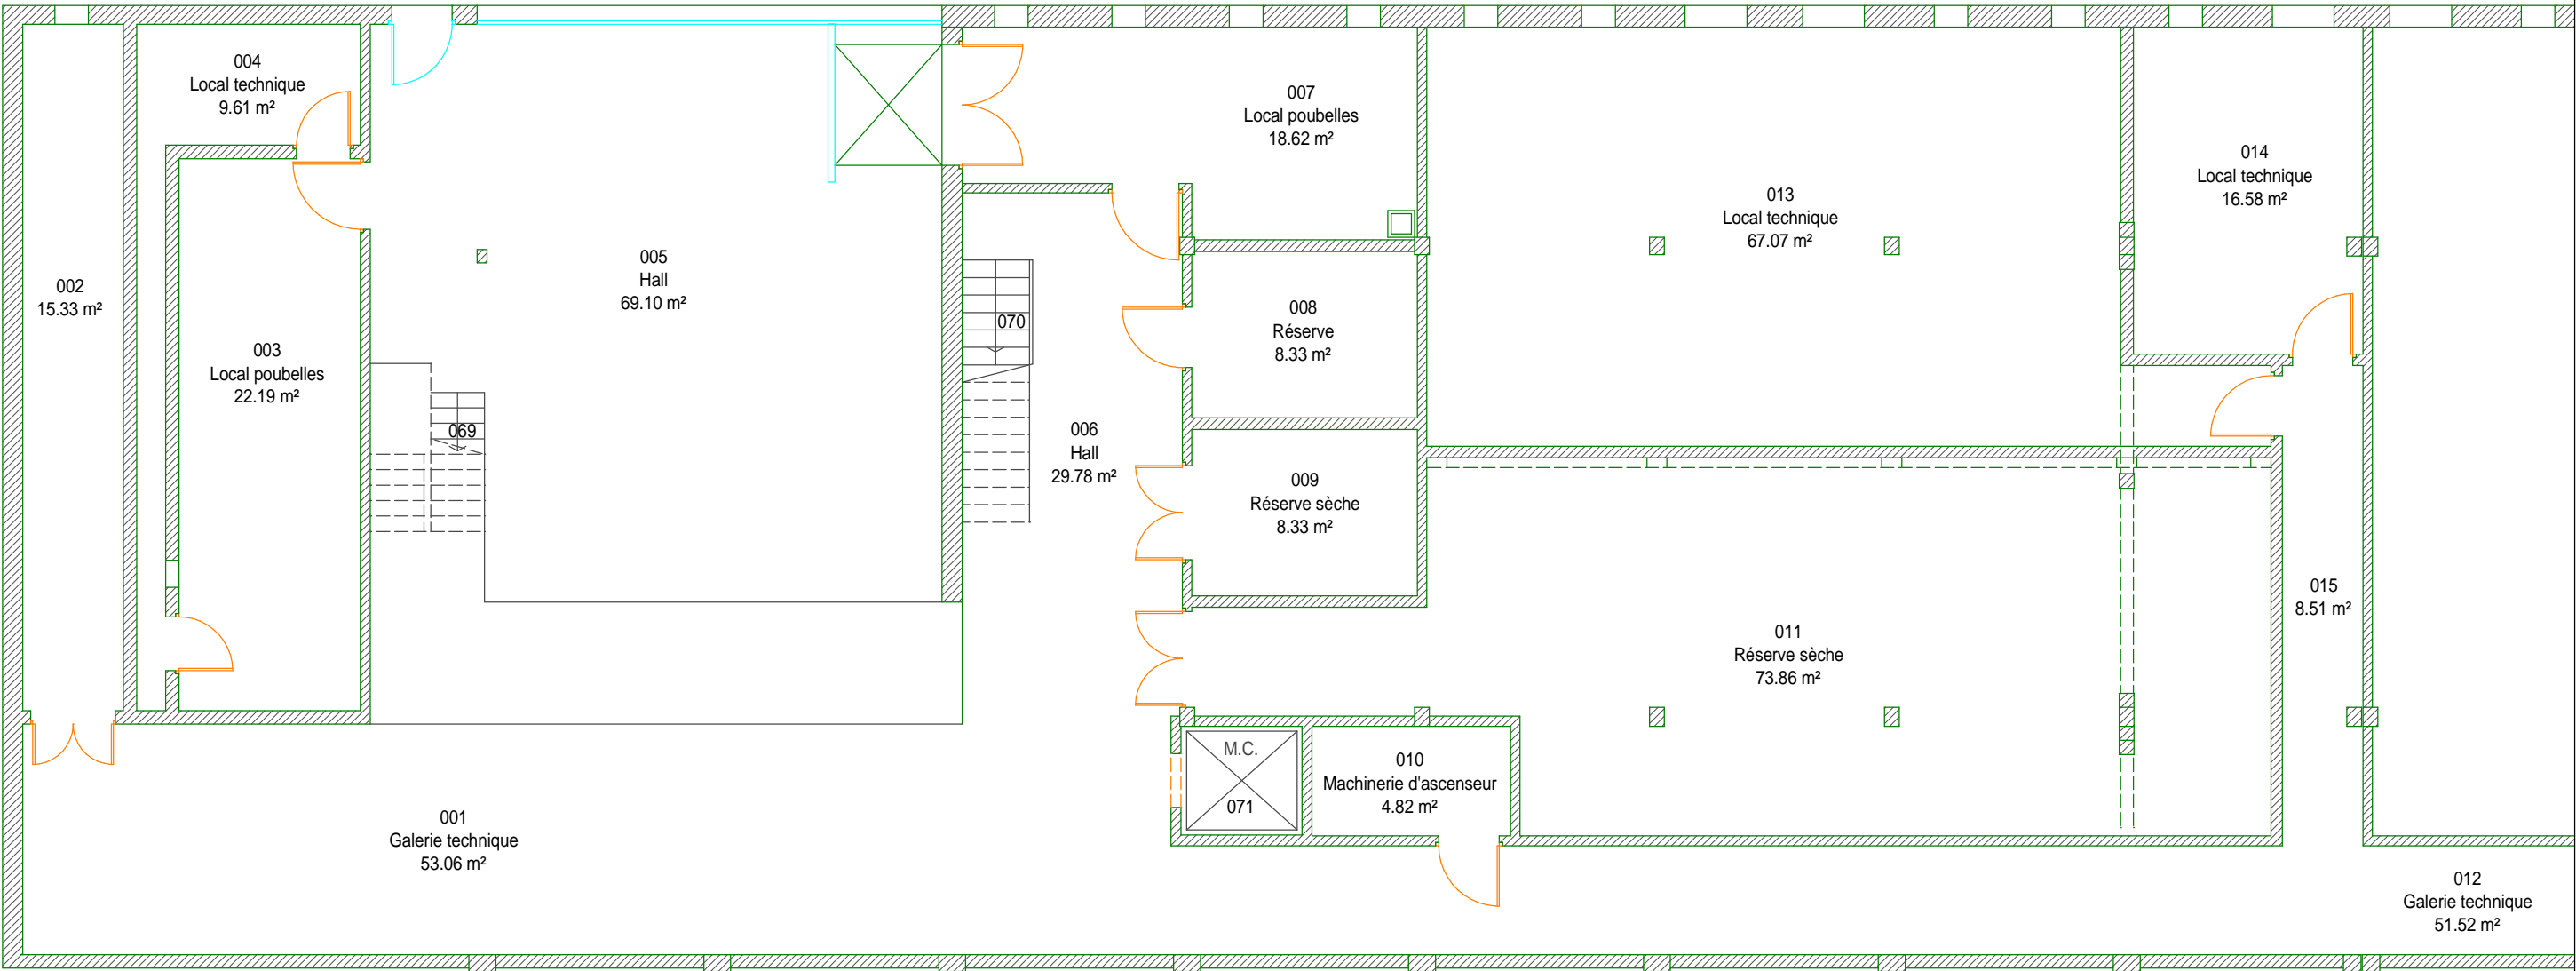 004
Local technique
9.61 m²
007
Local poubelles
18.62 m²
014
Local technique
16.58 m²
013
Local technique
67.07 m²
005
Hall
69.10 m²
002
15.33 m²
008
Réserve
8.33 m²
070
003
Local poubelles
22.19 m²
069
006
Hall
29.78 m²
009
Réserve sèche
8.33 m²
015
8.51 m²
011
Réserve sèche
73.86 m²
M.C.
071
010
Machinerie d'ascenseur
4.82 m²
001
Galerie technique
53.06 m²
012
Galerie technique
51.52 m²